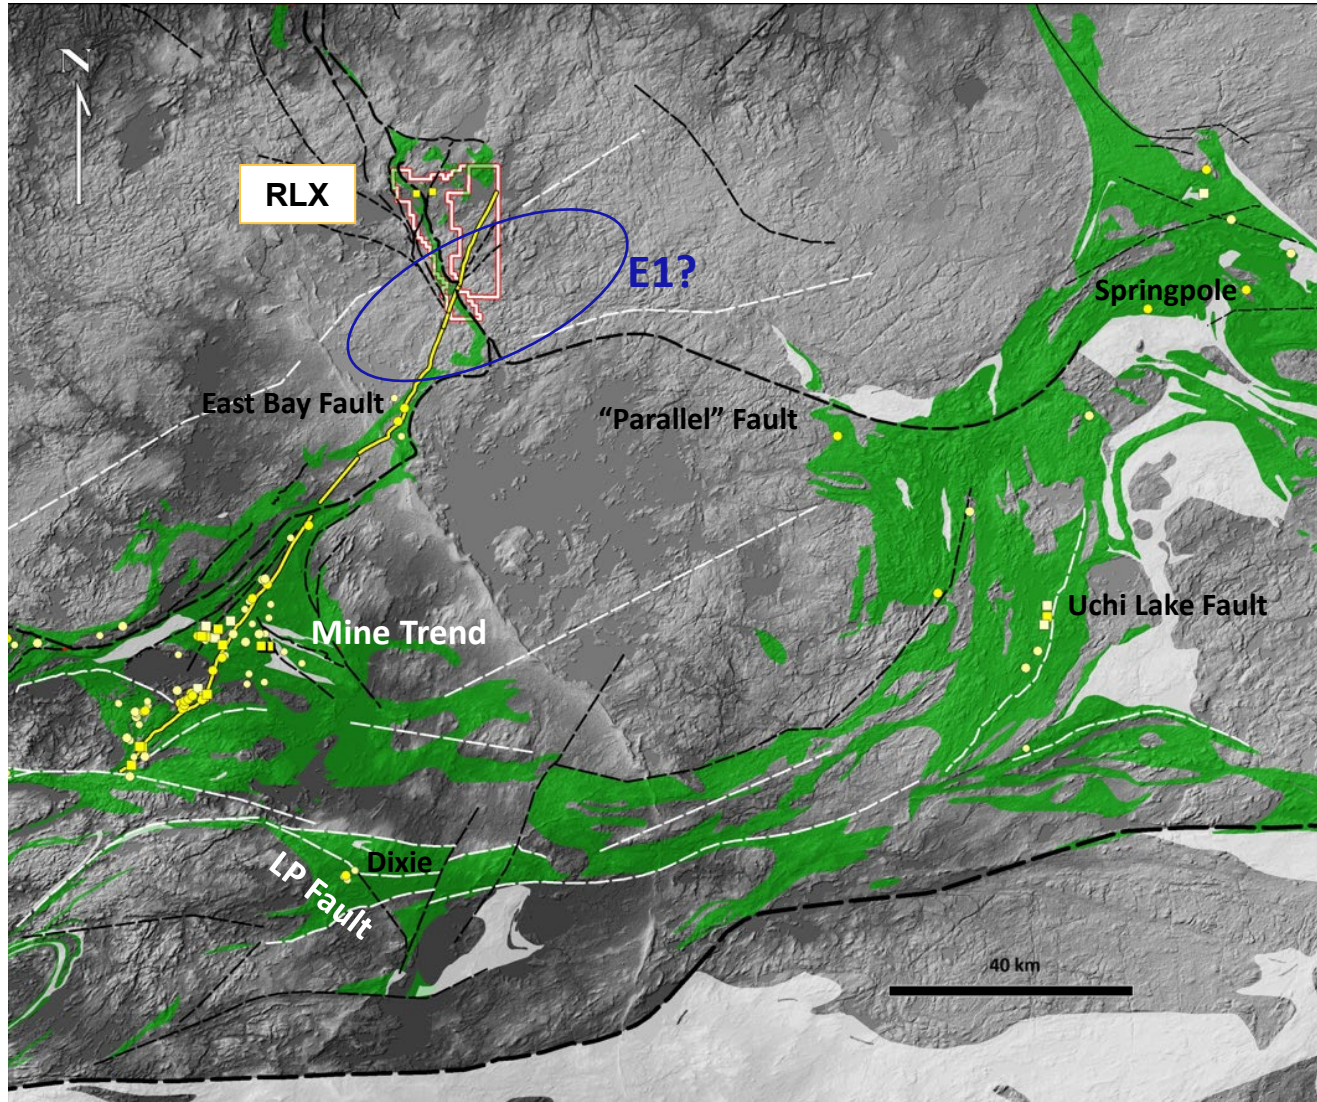 N
RLX
E1?
Springpole
East Bay Fault
“Parallel” Fault
Uchi Lake Fault
Mine Trend
Dixie
LP Fault
40 km